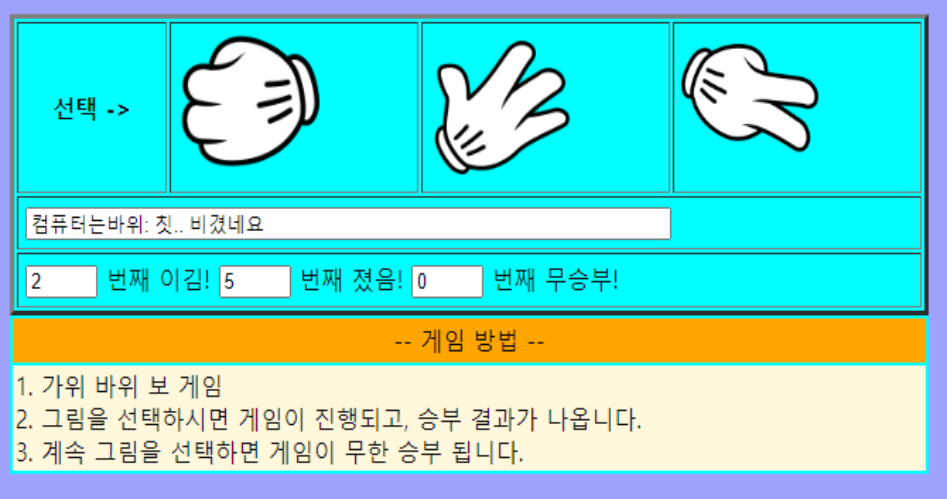 선택 ->
컴퓨터는바위: 칫.. 비겼네요
2 번째 이김! 5 번째 졌음! 0 번째 무승부!
-- 게임 방법 --
1. 가위 바위 보 게임
2. 그림을 선택하시면 게임이 진행되고, 승부 결과가 나옵니다.
3. 계속 그림을 선택하면 게임이 무한 승부 됩니다.